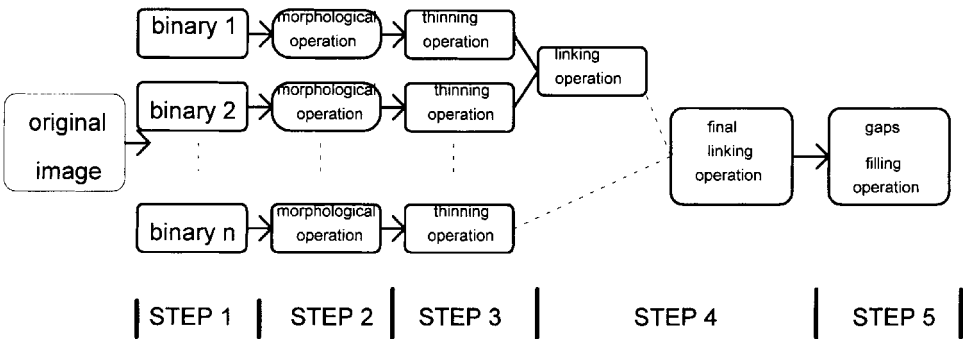 original
image
binary 1
morphological
operation
thinning
operation
binary 2
morphological
operation
thinning
operation
linking
operation
binary n
morphological
operation
thinning
operation
final
linking
operation
gaps
filling
operation
STEP 1
STEP 2
STEP 3
STEP 4
STEP 5